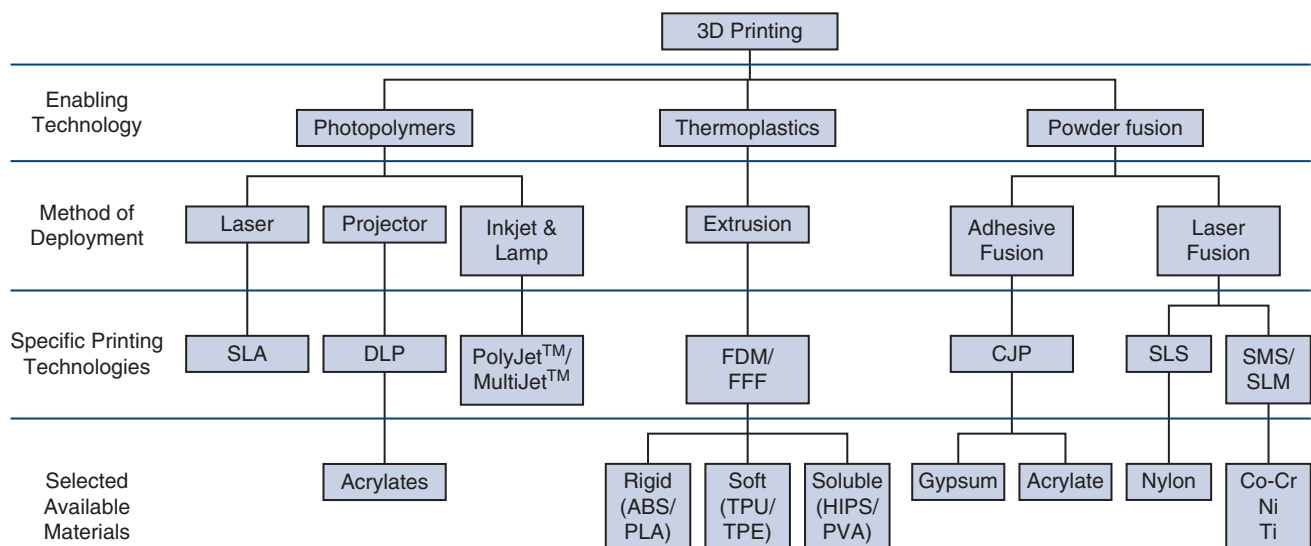 3D Printing
Enabling
Technology
Photopolymers
Thermoplastics
Powder fusion
Method of
Deployment
Laser
Projector
Inkjet &
Lamp
Extrusion
Adhesive
Fusion
Laser
Fusion
Specific Printing
Technologies
SLA
DLP
PolyJet™/
MultiJet™
FDM/
FFF
CJP
SLS
SMS/
SLM
Selected
Available
Materials
Acrylates
Rigid
(ABS/
PLA)
Soft
(TPU/
TPE)
Soluble
(HIPS/
PVA)
Gypsum
Acrylate
Nylon
Co-Cr
Ni
Ti